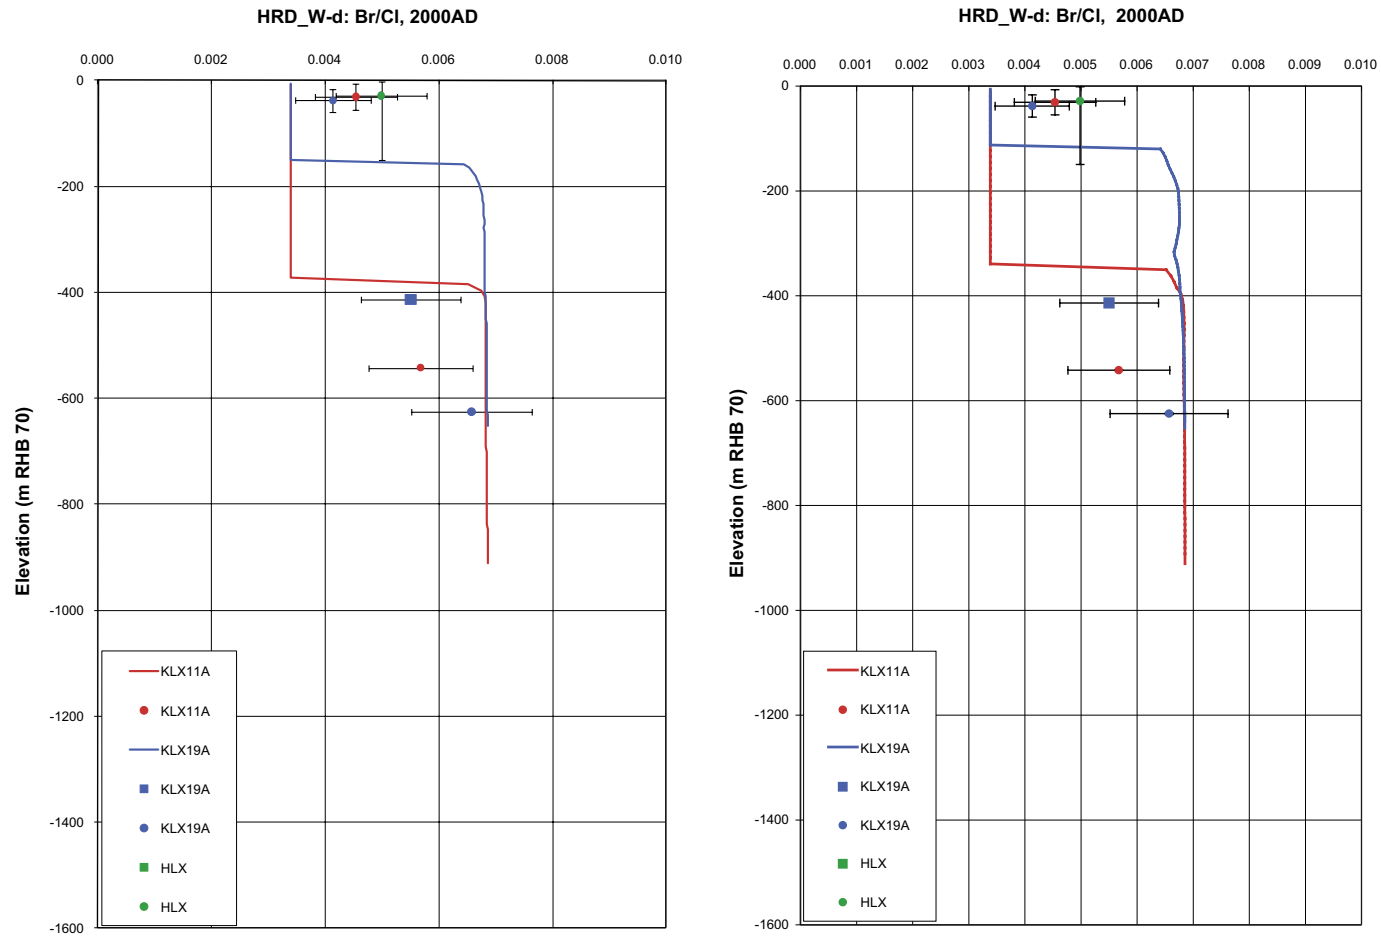 HRD_W-d: Br/Cl, 2000AD
0.000 0.002 0.004 0.006 0.008 0.010
0
-200
-400
-600
-800
-1000
-1200
-1400
-1600
Elevation (m RHB 70)
KLX11A
KLX11A
KLX19A
KLX19A
KLX19A
HLX
HLX
HRD_W-d: Br/Cl, 2000AD
0.000 0.001 0.002 0.003 0.004 0.005 0.006 0.007 0.008 0.009 0.010
0
-200
-400
-600
-800
-1000
-1200
-1400
-1600
Elevation (m RHB 70)
KLX11A
KLX11A
KLX19A
KLX19A
KLX19A
HLX
HLX